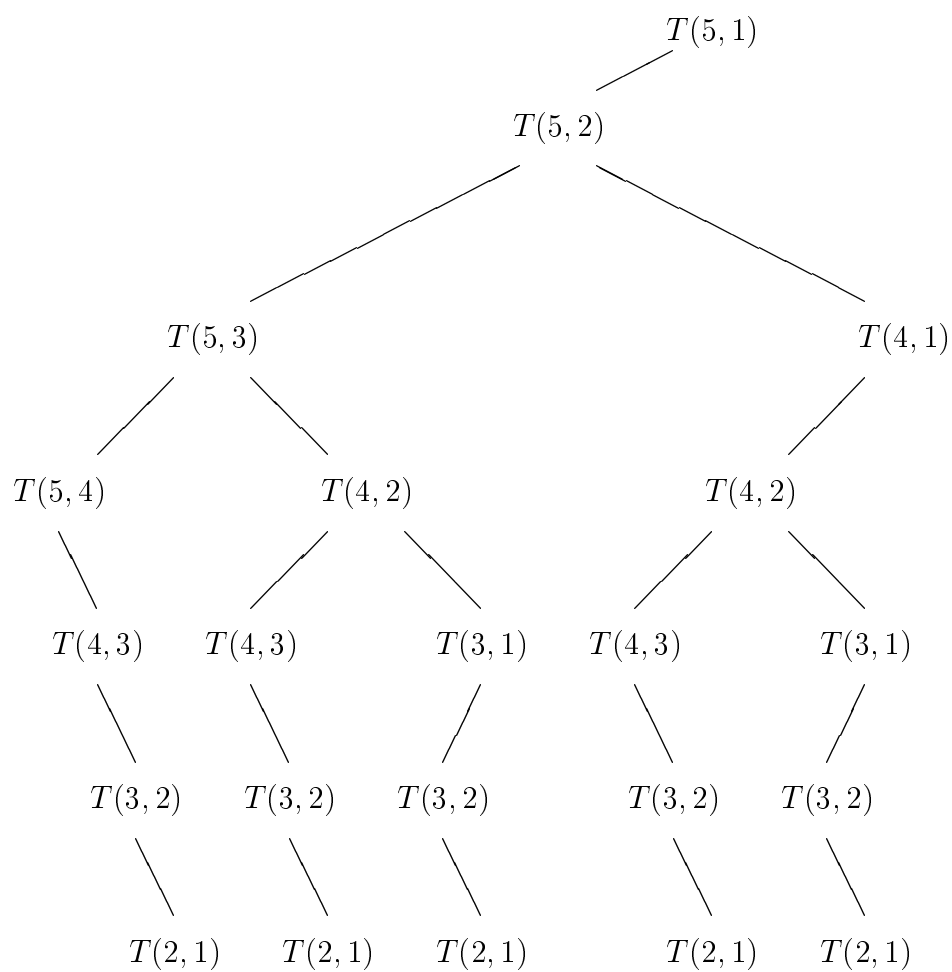 T(5, 1)
T(5, 2)
T(5, 3) T(4, 1)
T(5, 4) T(4, 2) T(4, 2)
T(4, 3) T(4, 3) T(3, 1) T(4, 3) T(3, 1)
T(3, 2) T(3, 2) T(3, 2) T(3, 2) T(3, 2)
T(2, 1) T(2, 1) T(2, 1) T(2, 1) T(2, 1)